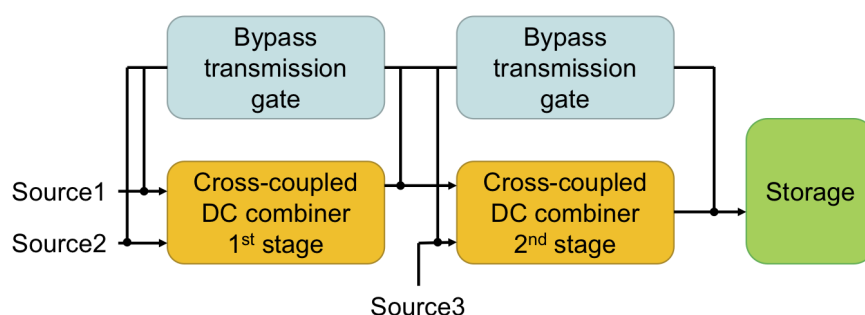 Bypass
transmission
gate
Bypass
transmission
gate
Source1
Source2
Cross-coupled
DC combiner
1st stage
Cross-coupled
DC combiner
2nd stage
Storage
Source3